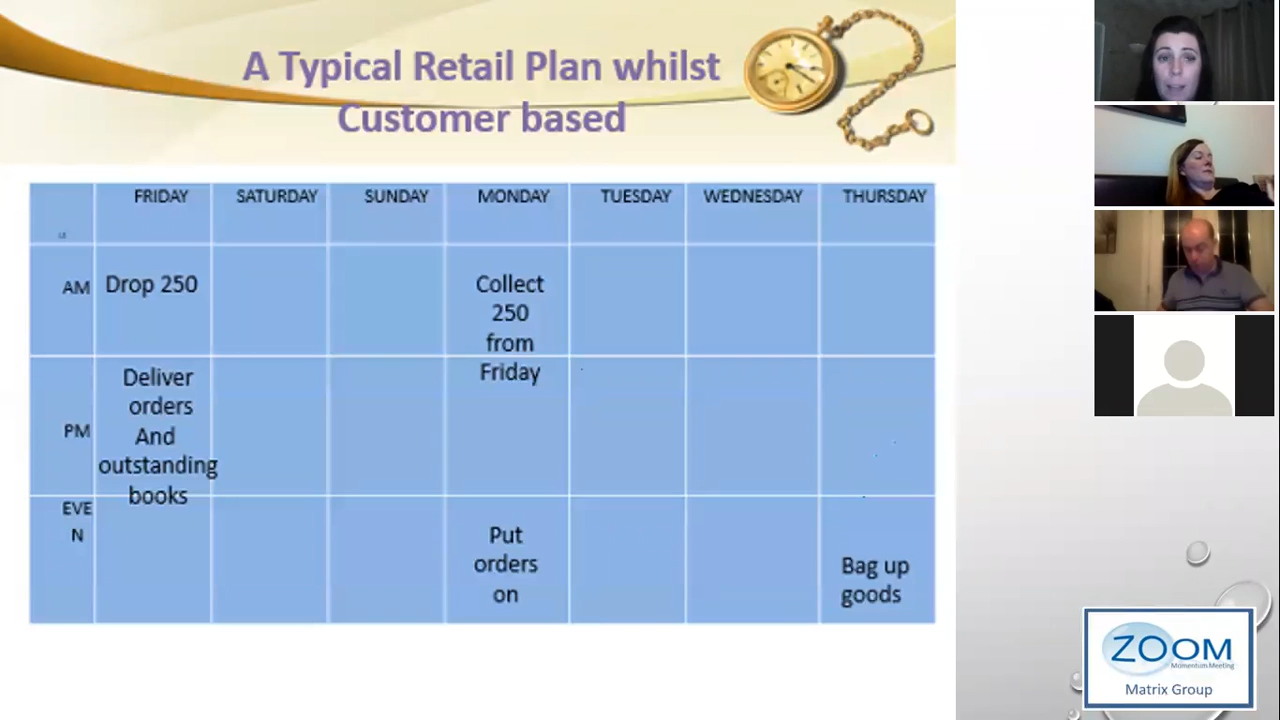 A Typical Retail Plan whilst
Customer based
FRIDAY SATURDAY SUNDAY MONDAY TUESDAY WEDNESDAY THURSDAY
AM
Drop 250
Collect
250
from
Friday
PM
Deliver
orders
And
outstanding
books
EVE
N
Put
orders
on
Bag up
goods
ZOOM
Momentum Meeting
Matrix Group